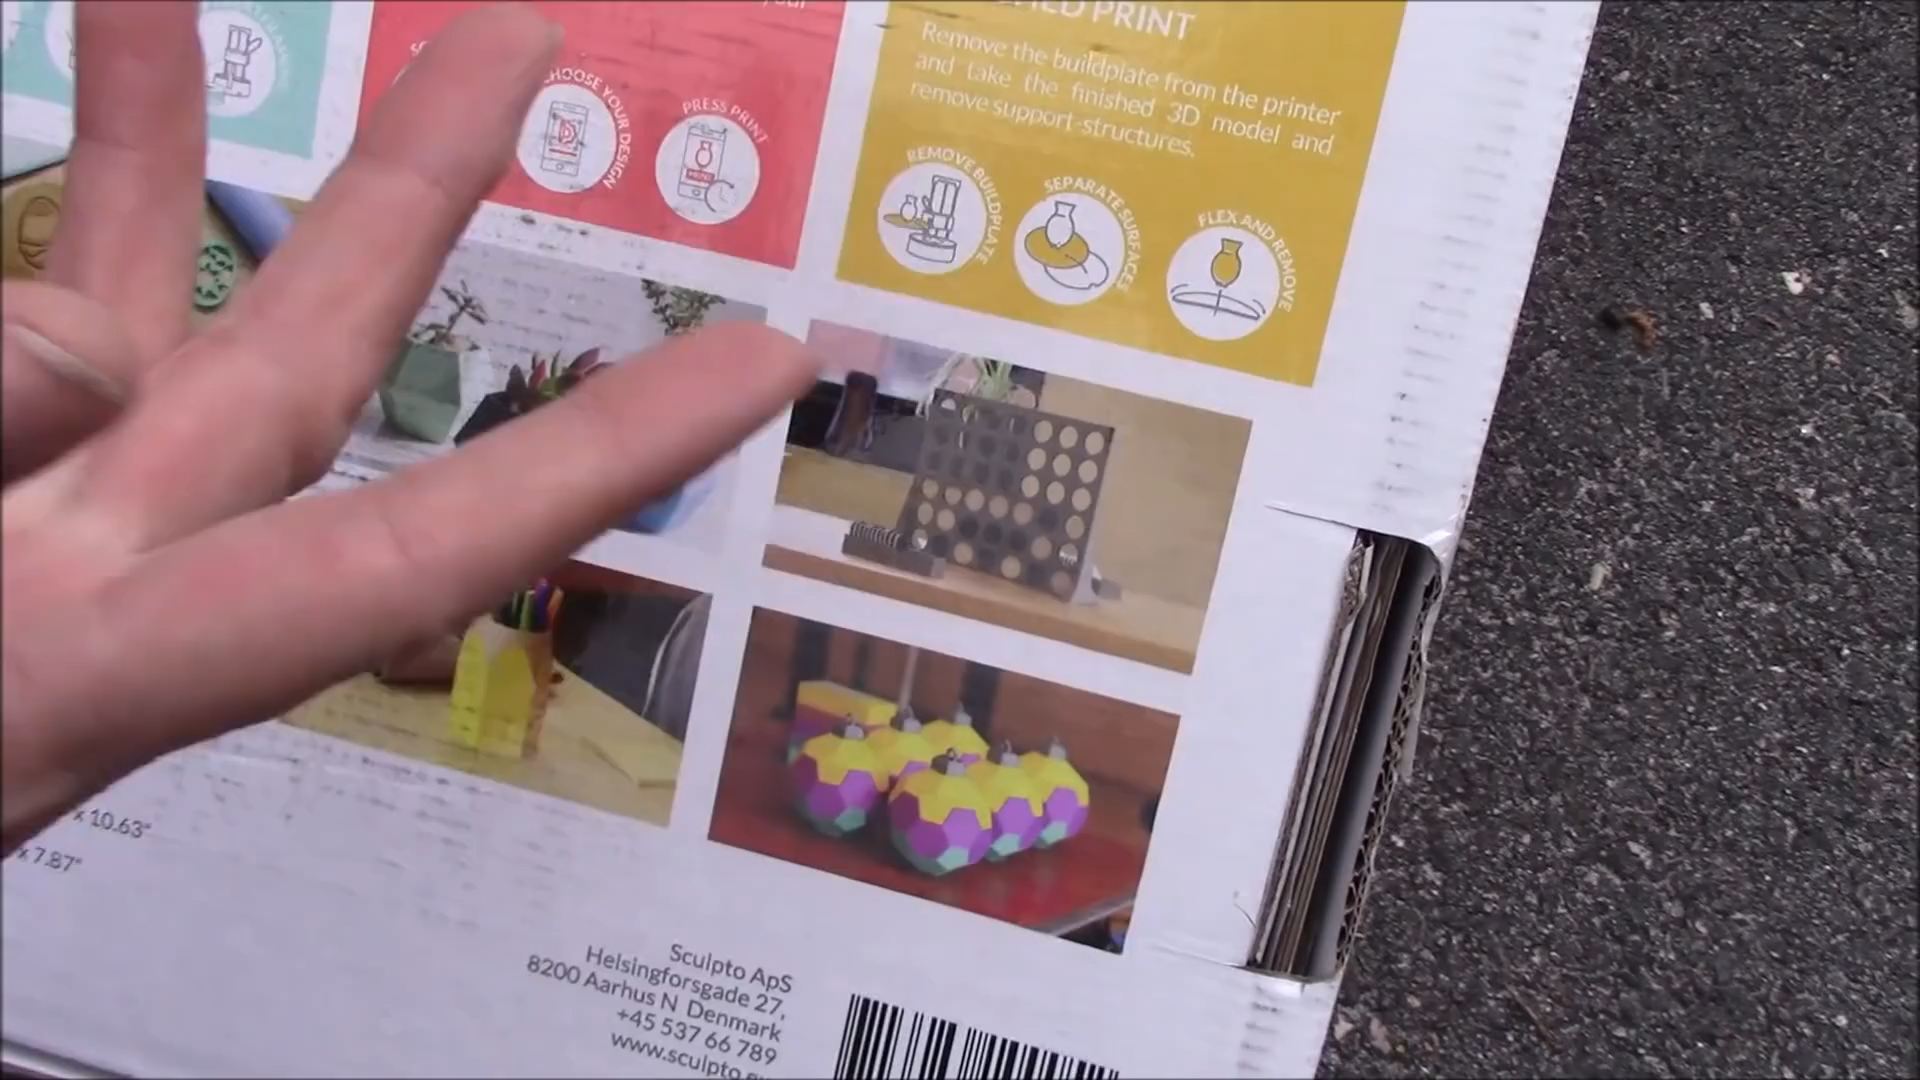 PRINT
Remove the buildplate from the printer
and take the finished 3D model and
remove support-structures.
CHOOSE YOUR DESIGN
PRESS PRINT
REMOVE BUILDPLATE
SEPARATE SURFACES
FLEX AND REMOVE
x 10.63"
x 7.87"
Sculpto ApS
Helsingforsgade 27,
8200 Aarhus N Denmark
+45 537 66 789
www.sculpto